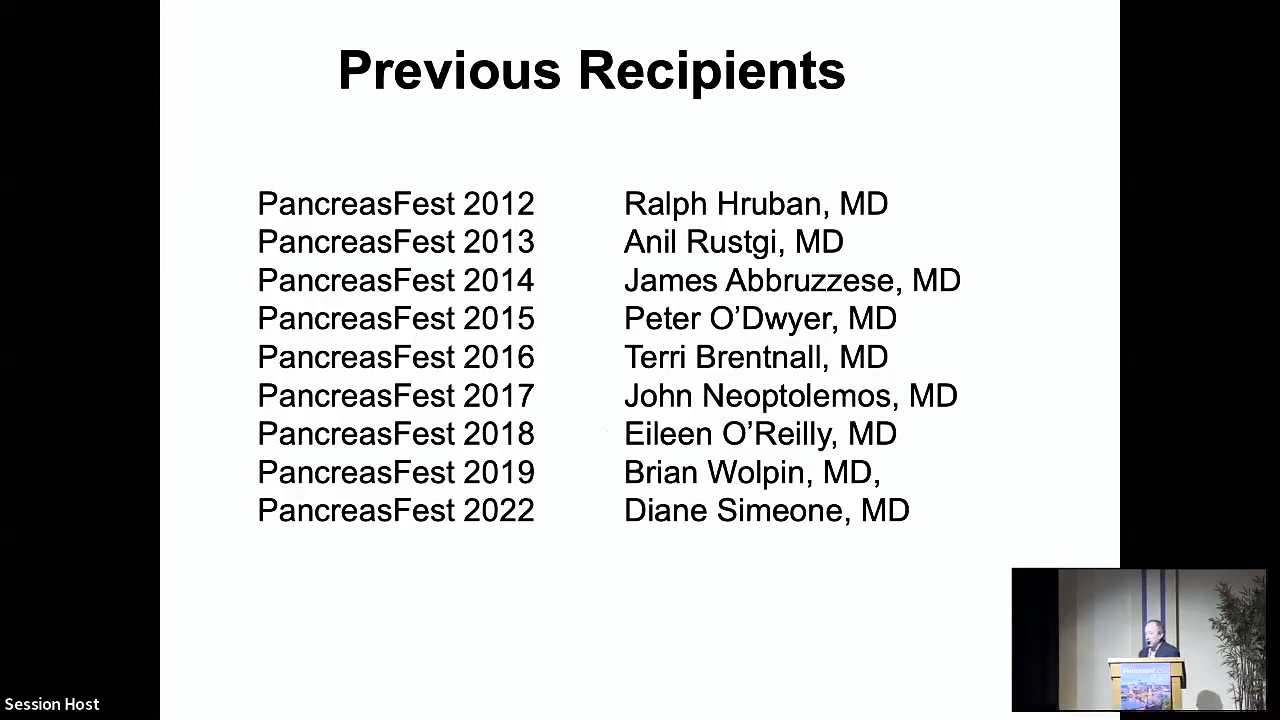 Previous Recipients
PancreasFest 2012 Ralph Hruban, MD
PancreasFest 2013 Anil Rustgi, MD
PancreasFest 2014 James Abbruzzese, MD
PancreasFest 2015 Peter O’Dwyer, MD
PancreasFest 2016 Terri Brentnall, MD
PancreasFest 2017 John Neoptolemos, MD
PancreasFest 2018 Eileen O’Reilly, MD
PancreasFest 2019 Brian Wolpin, MD,
PancreasFest 2022 Diane Simeone, MD
Session Host